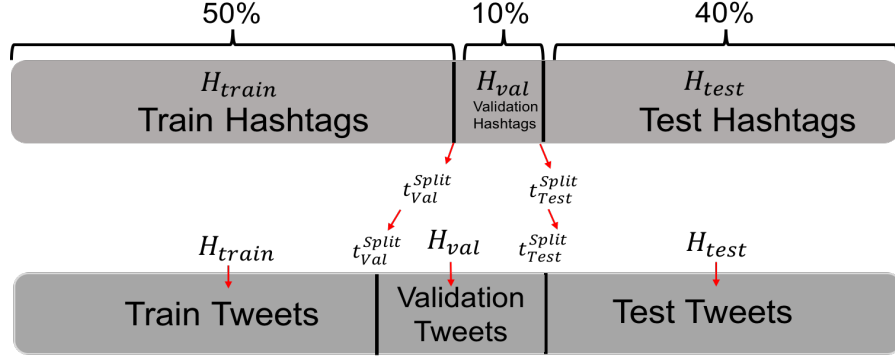 50% 10% 40%
H_train H_val H_test
Train Hashtags Validation Hashtags Test Hashtags
t_Val^Split t_Test^Split
H_train t_Val^Split H_val t_Test^Split H_test
Train Tweets Validation Tweets Test Tweets